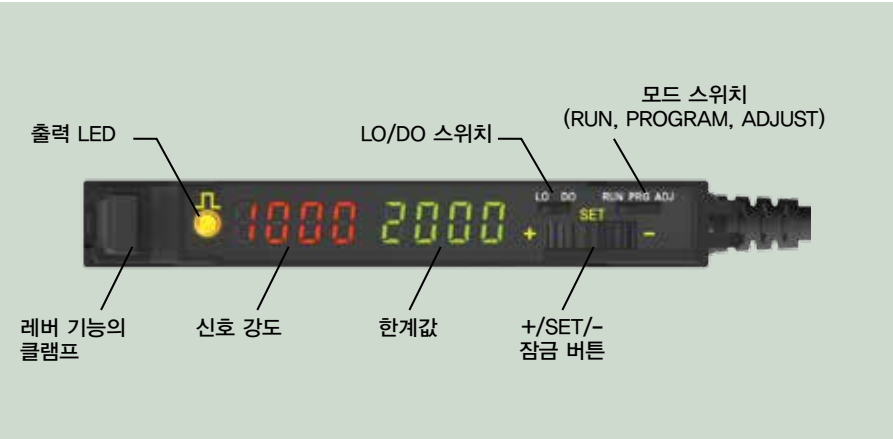 모드 스위치
(RUN, PROGRAM, ADJUST)
출력 LED
LO/DO 스위치
LO DO RUN PRG ADJ
SET
1000 2000 + -
레버 기능의
클램프
신호 강도
한계값
+/SET/-
잠금 버튼